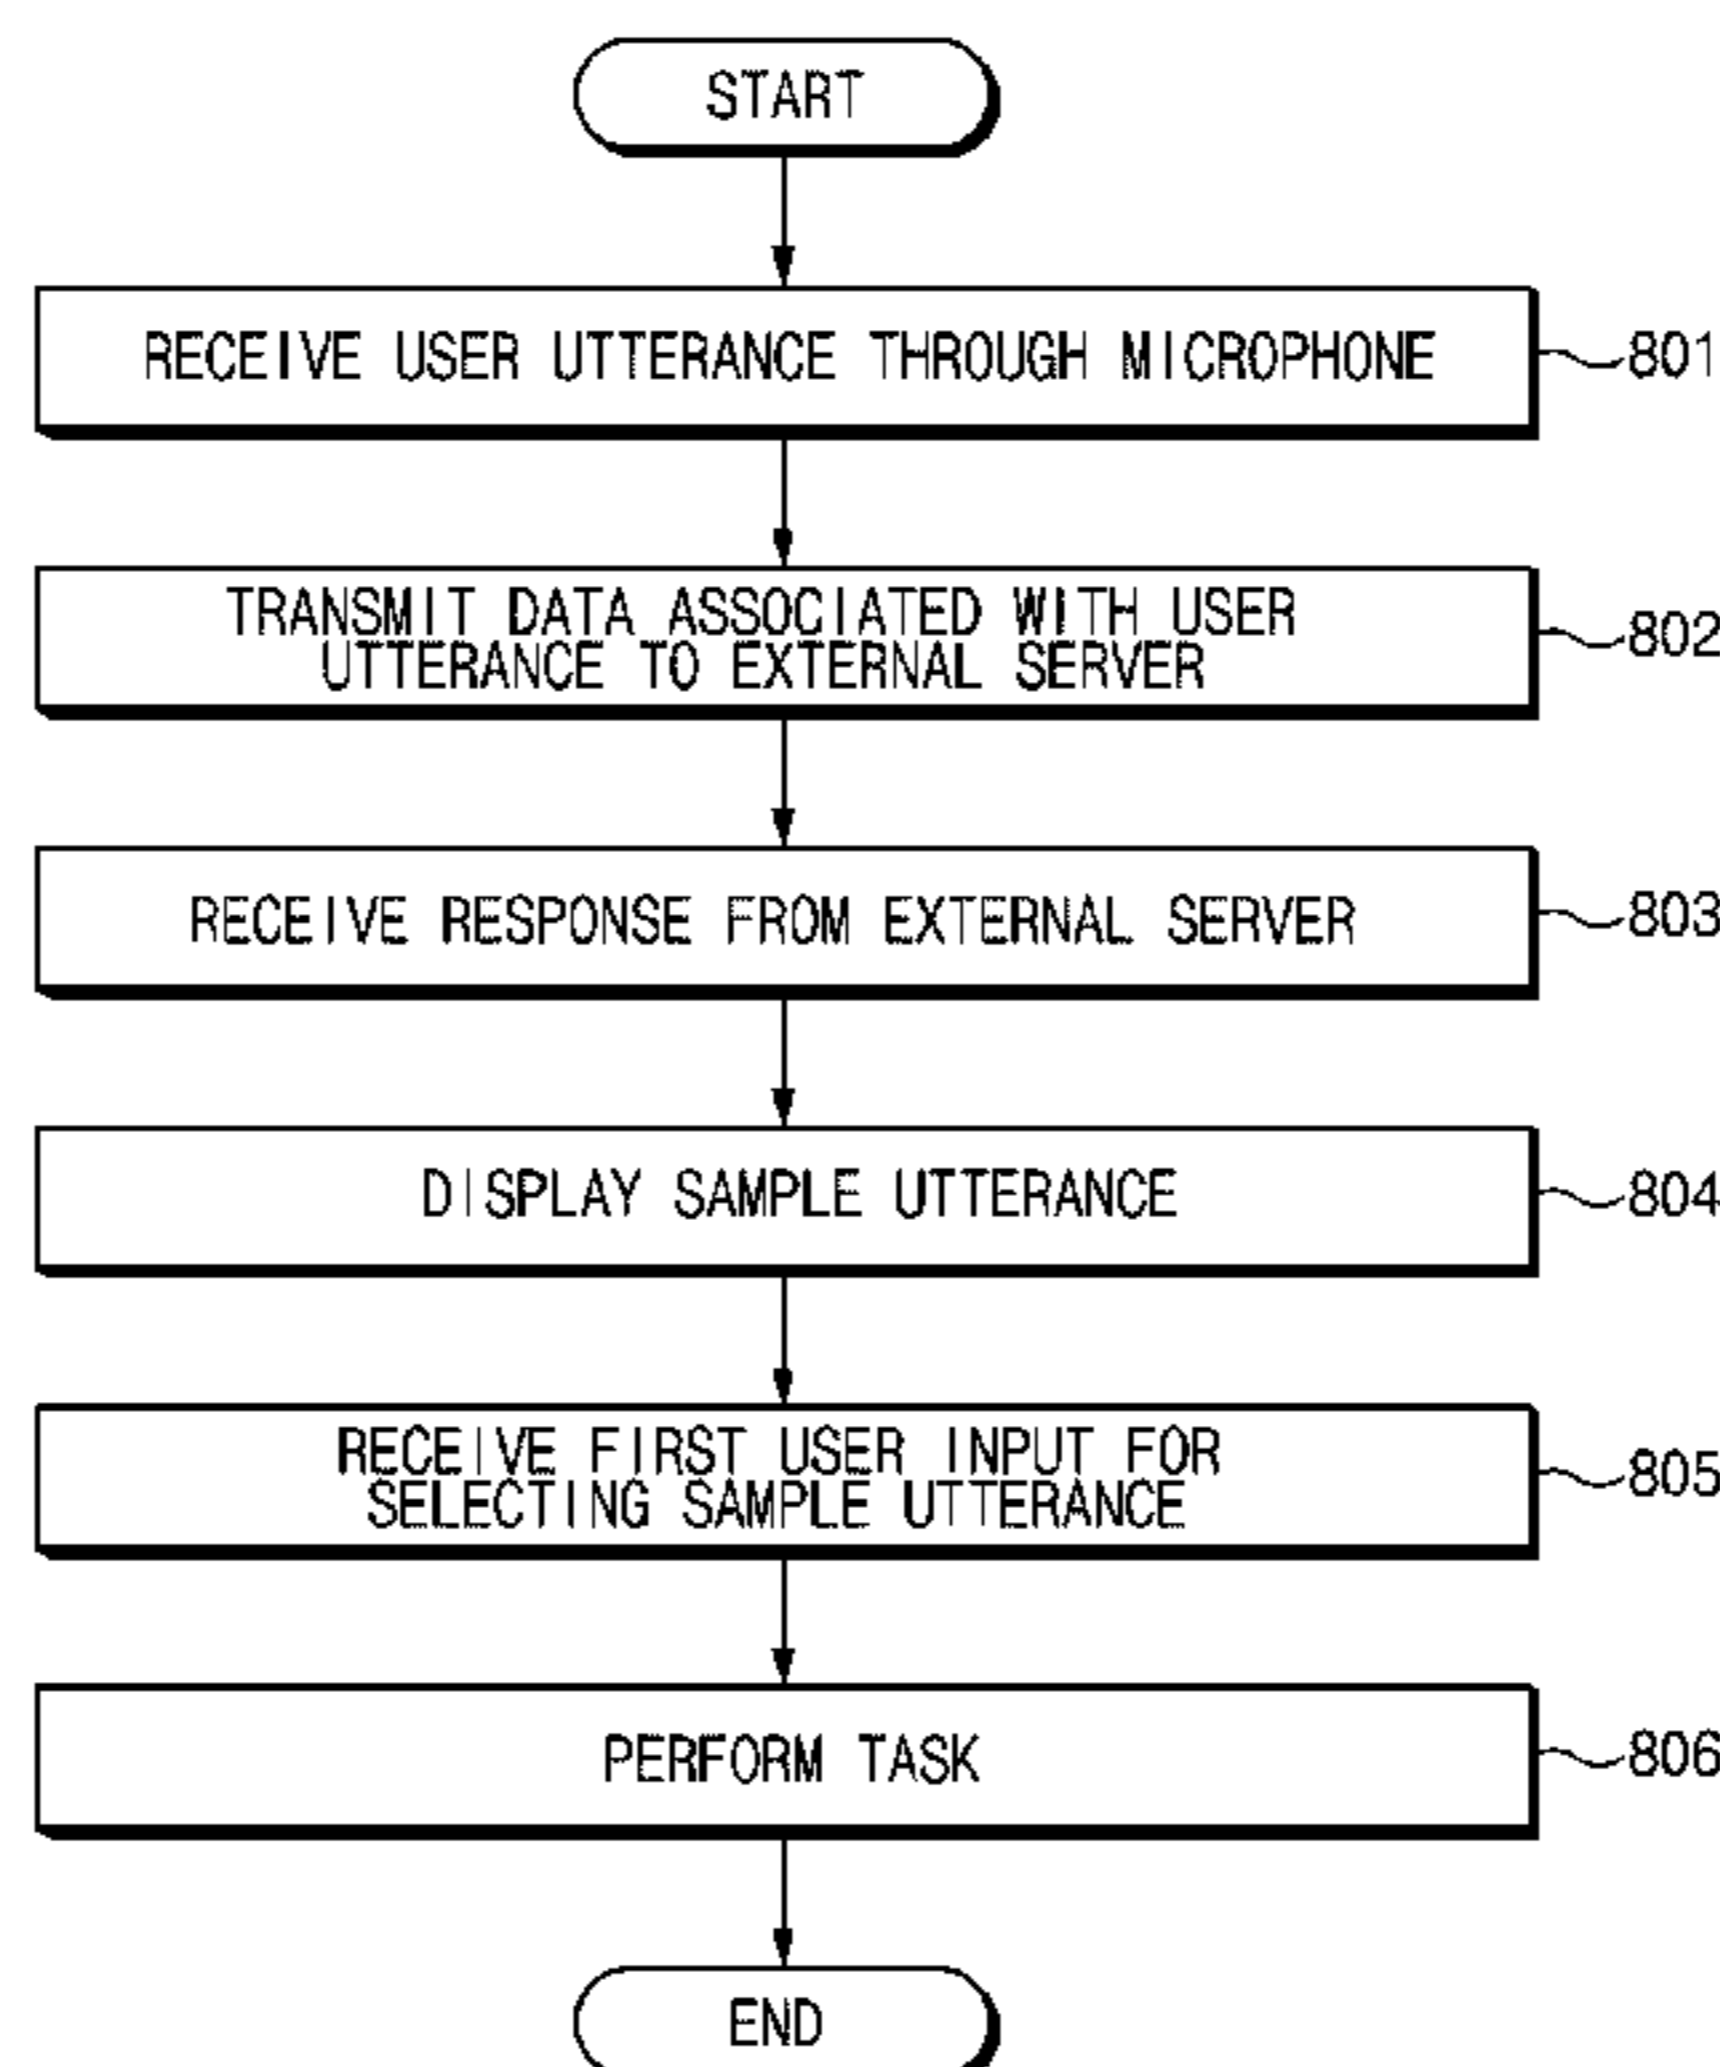 START
RECEIVE USER UTTERANCE THROUGH MICROPHONE
801
TRANSMIT DATA ASSOCIATED WITH USER
UTTERANCE TO EXTERNAL SERVER
802
RECEIVE RESPONSE FROM EXTERNAL SERVER
803
DISPLAY SAMPLE UTTERANCE
804
RECEIVE FIRST USER INPUT FOR
SELECTING SAMPLE UTTERANCE
805
PERFORM TASK
806
END